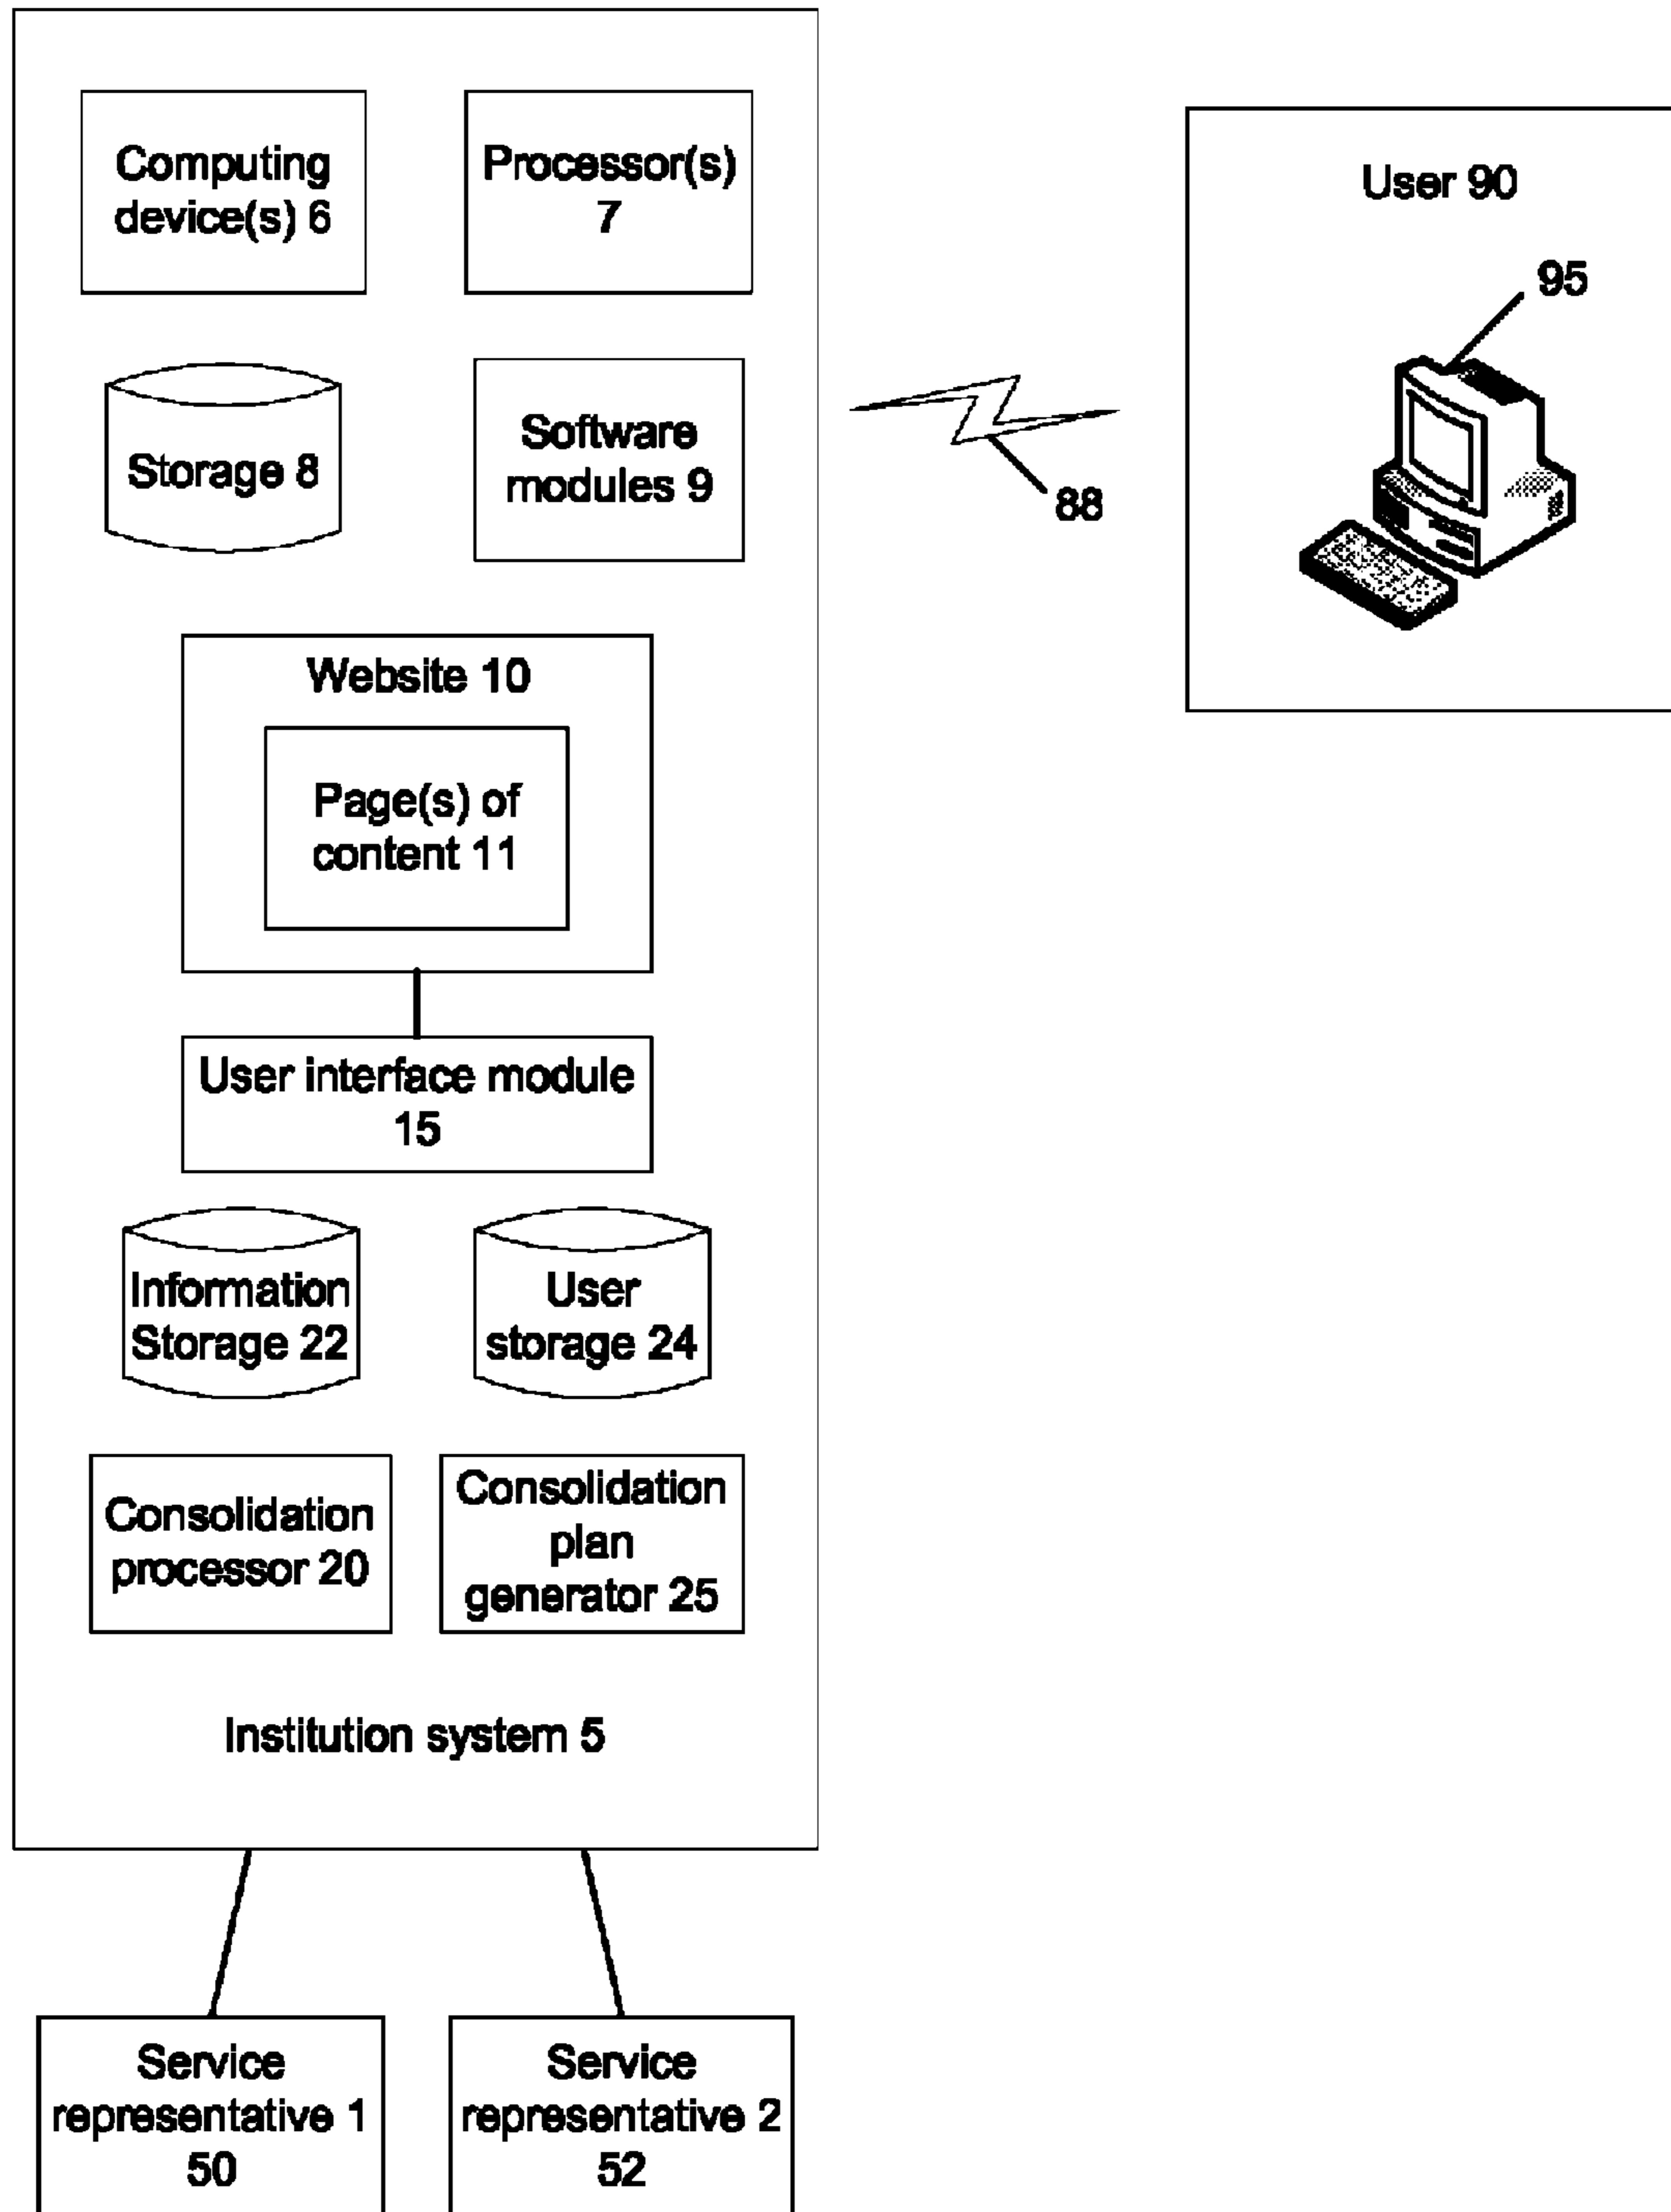 Computing
device(s) 6
Processor(s)
7
User 90
95
Storage 8
Software
modules 9
88
Website 10
Page(s) of
content 11
User interface module
15
Information
Storage 22
User
storage 24
Consolidation
processor 20
Consolidation
plan
generator 25
Institution system 5
Service
representative 1
50
Service
representative 2
52